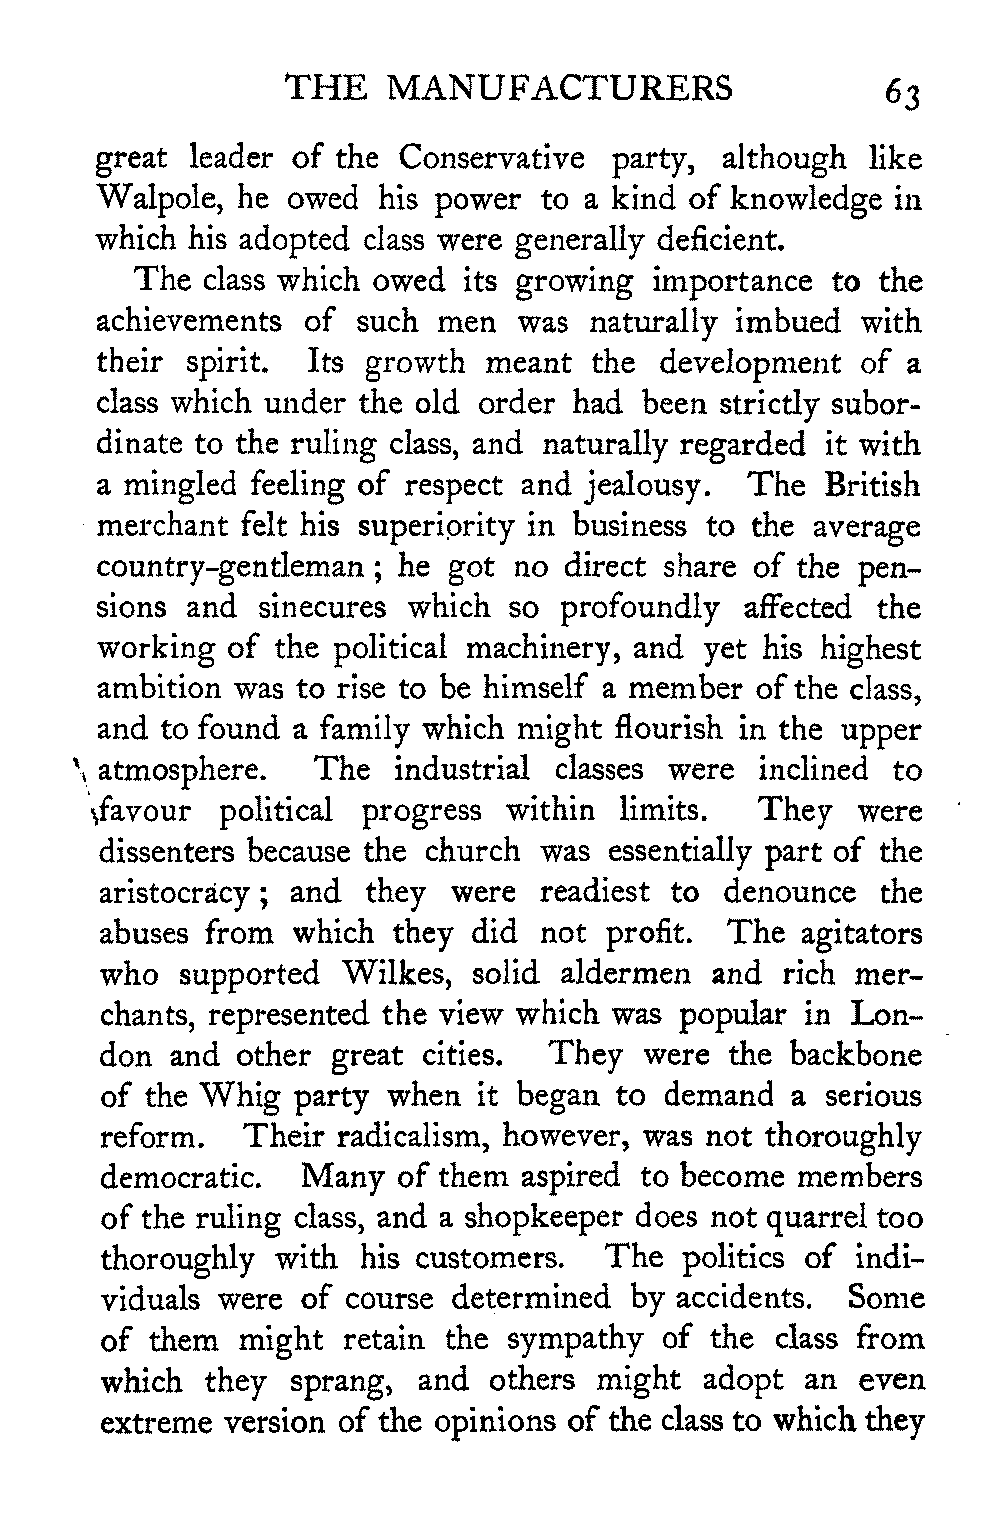 THE MANUFACTURERS 63
great leader of the Conservative party, although like
Walpole, he owed his power to a kind of knowledge in
which his adopted class were generally deficient.
The class which owed its growing importance to the
achievements of such men was naturally imbued with
their spirit. Its growth meant the development of a
class which under the old order had been strictly subor-
dinate to the ruling class, and naturally regarded it with
a mingled feeling of respect and jealousy. The British
merchant felt his superiority in business to the average
country-gentleman ; he got no direct share of the pen-
sions and sinecures which so profoundly affected the
working of the political machinery, and yet his highest
ambition was to rise to be himself a member of the class,
and to found a family which might flourish in the upper
atmosphere. The industrial classes were inclined to
favour political progress within limits. They were
dissenters because the church was essentially part of the
aristocracy ; and they were readiest to denounce the
abuses from which they did not profit. The agitators
who supported Wilkes, solid aldermen and rich mer-
chants, represented the view which was popular in Lon-
don and other great cities. They were the backbone
of the Whig party when it began to demand a serious
reform. Their radicalism, however, was not thoroughly
democratic. Many of them aspired to become members
of the ruling class, and a shopkeeper does not quarrel too
thoroughly with his customers. The politics of indi-
viduals were of course determined by accidents. Some
of them might retain the sympathy of the class from
which they sprang, and others might adopt an even
extreme version of the opinions of the class to which they